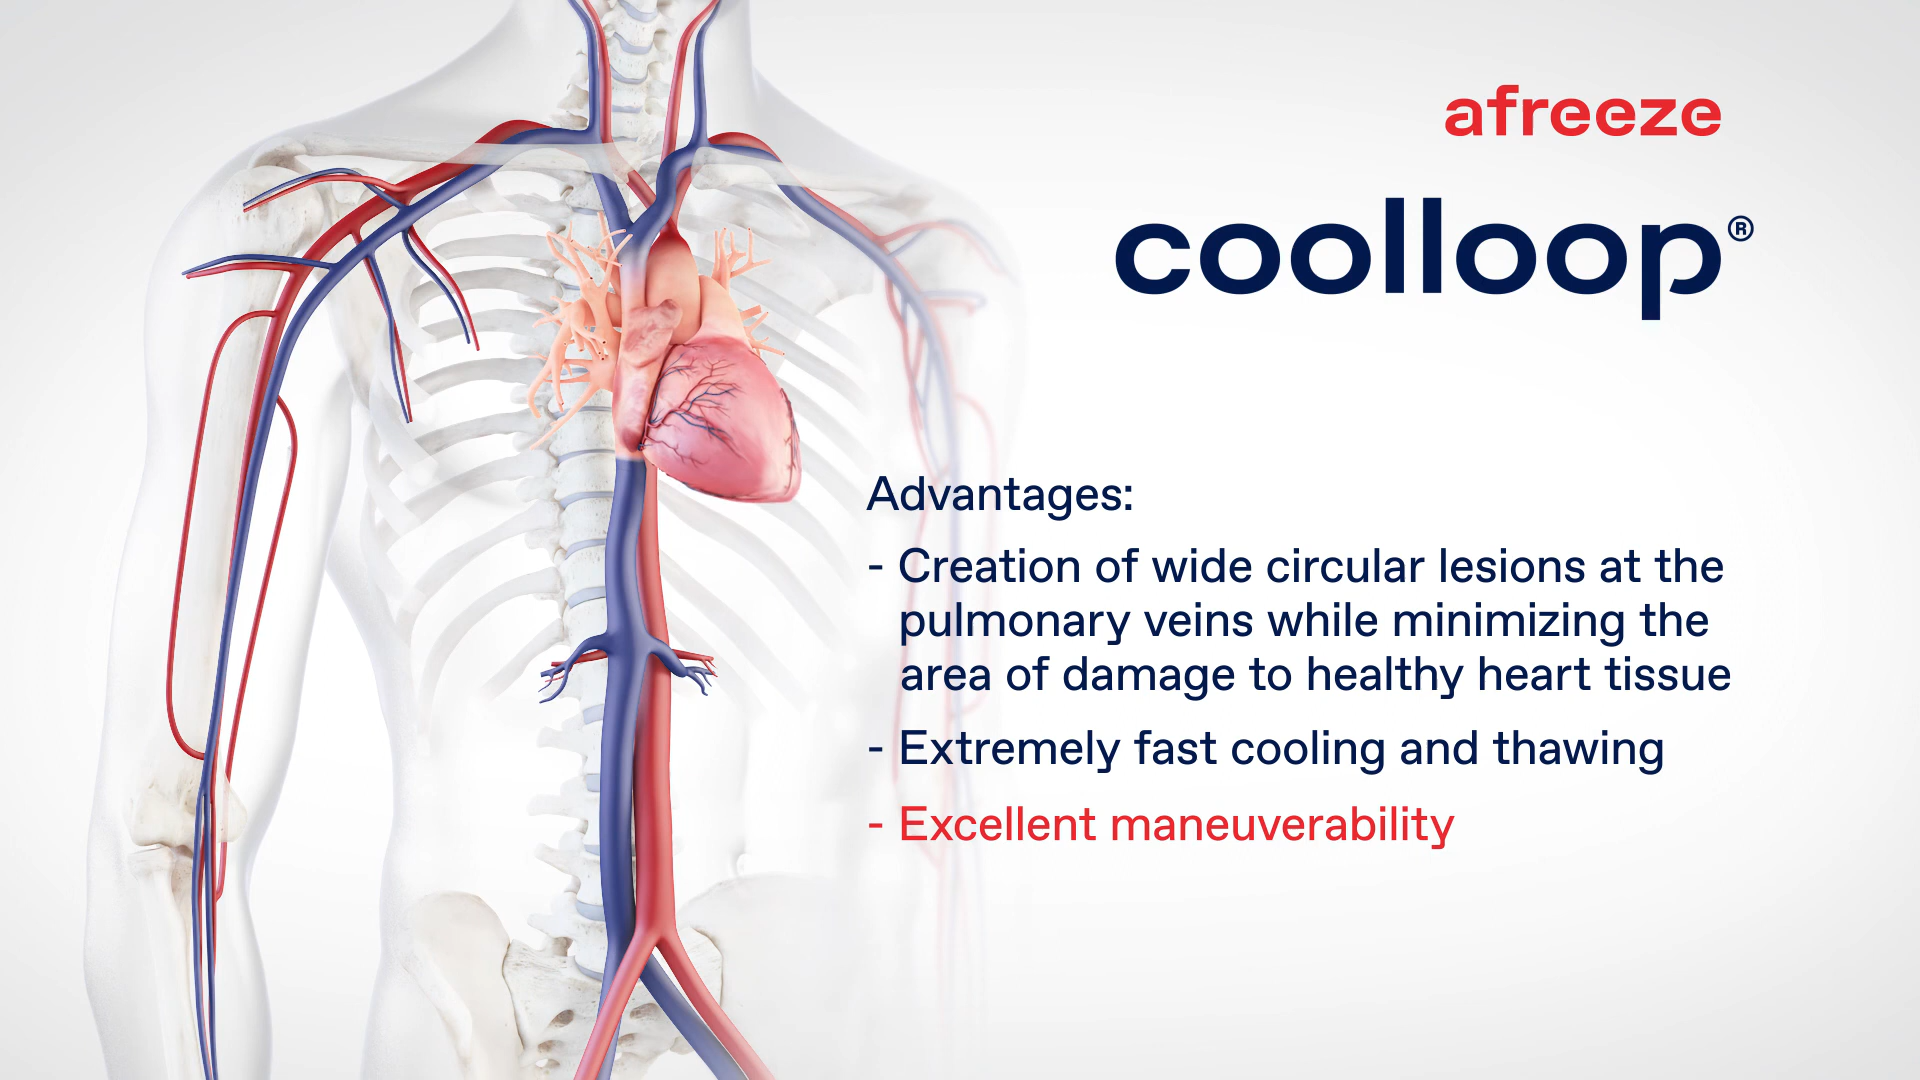 afreeze
coolloop®
Advantages:
- Creation of wide circular lesions at the
pulmonary veins while minimizing the
area of damage to healthy heart tissue
- Extremely fast cooling and thawing
- Excellent maneuverability